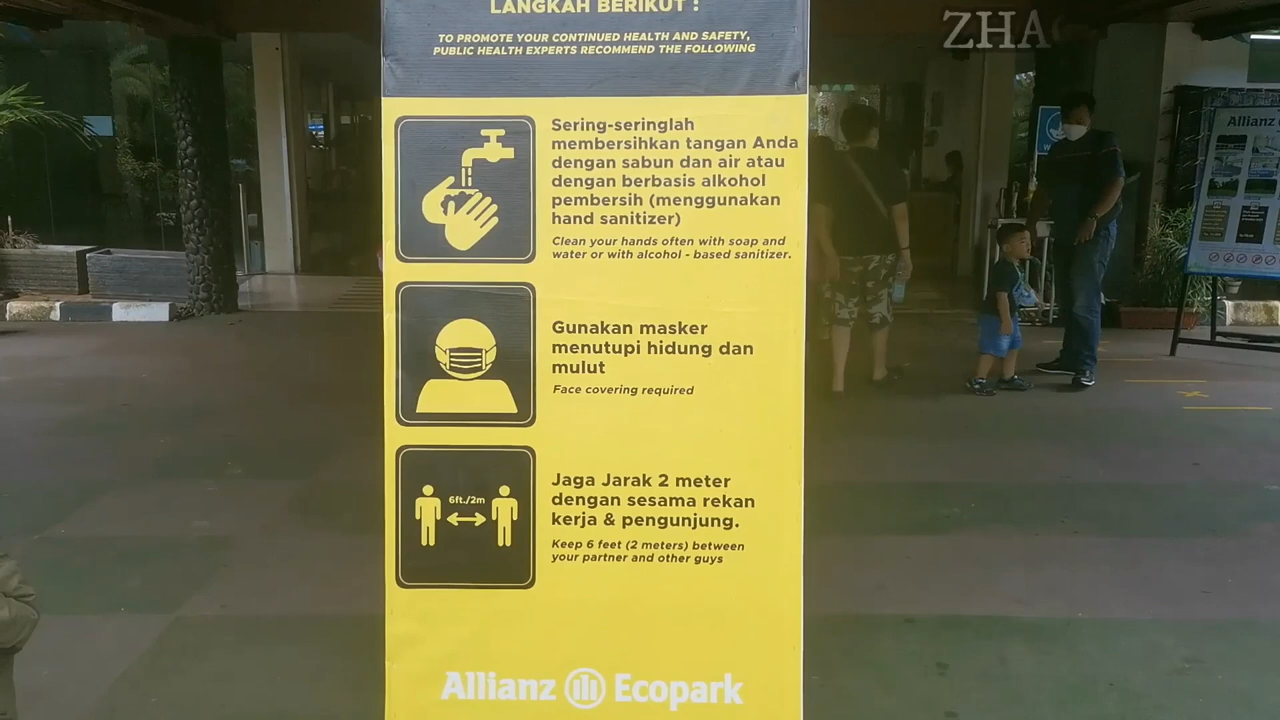 LANGKAH BERIKUT :
TO PROMOTE YOUR CONTINUED HEALTH AND SAFETY,
PUBLIC HEALTH EXPERTS RECOMMEND THE FOLLOWING
Sering-seringlah
membersihkan tangan Anda
dengan sabun dan air atau
dengan berbasis alkohol
pembersih (menggunakan
hand sanitizer)
Clean your hands often with soap and
water or with alcohol - based sanitizer.
Gunakan masker
menutupi hidung dan
mulut
Face covering required
6ft./2m
Jaga Jarak 2 meter
dengan sesama rekan
kerja & pengunjung.
Keep 6 feet (2 meters) between
your partner and other guys
Allianz Ecopark
ZHA
Allianz